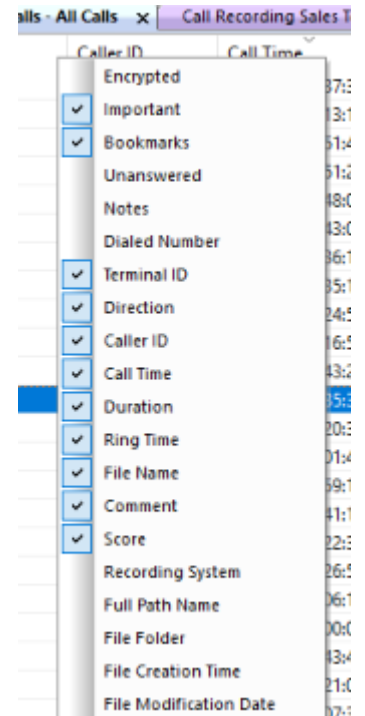 alls - All Calls x Call Recording Sales T
Caller ID Call Time
Encrypted
Important
Bookmarks
Unanswered
Notes
Dialed Number
Terminal ID
Direction
Caller ID
Call Time
Duration
Ring Time
File Name
Comment
Score
Recording System
Full Path Name
File Folder
File Creation Time
File Modification Date